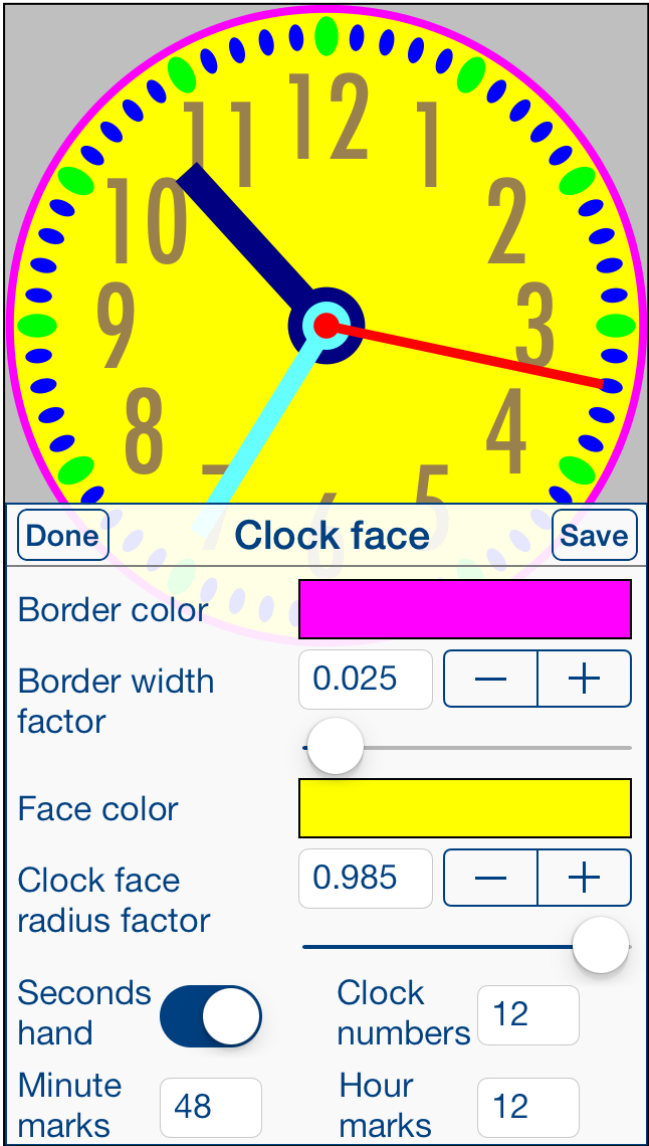 12
11 1
10 2
9 3
8 4
7 6 5
Done Clock face Save
Border color
Border width 0.025 − +
factor
Face color
Clock face 0.985 − +
radius factor
Seconds Clock
hand numbers 12
Minute Hour
marks 48 marks 12